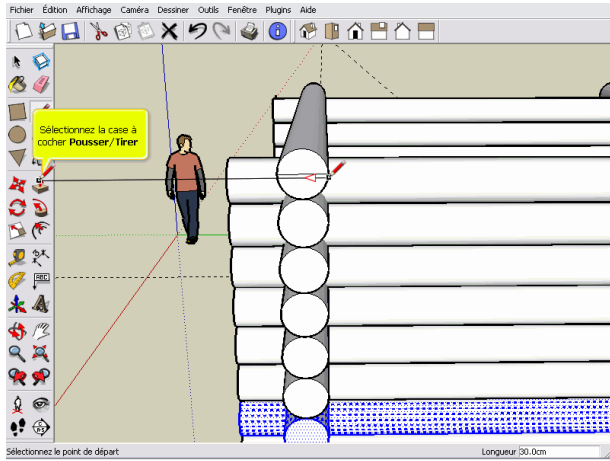 Fichier Édition Affichage Caméra Dessiner Outils Fenêtre Plugins Aide
Sélectionnez la case à
cocher Pousser/Tirer
ABC
Sélectionnez le point de départ
Longueur 30.0cm